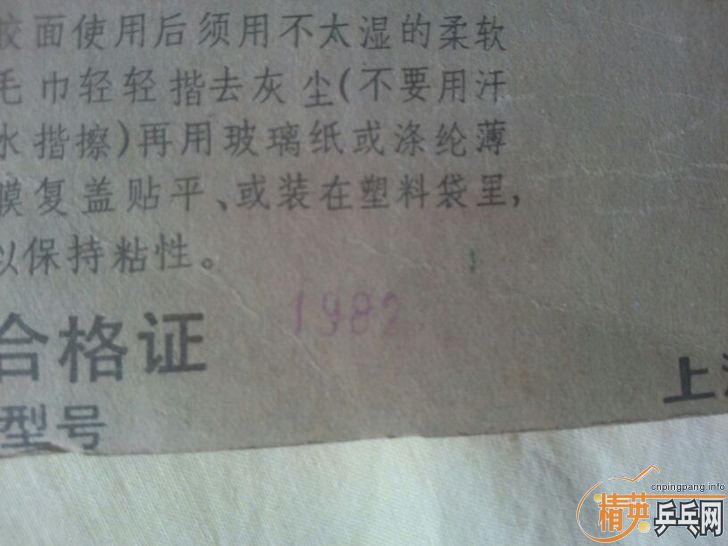 胶面使用后须用不太湿的柔软
毛巾轻轻揩去灰尘(不要用汗
水揩擦)再用玻璃纸或涤纶薄
膜复盖贴平、或装在塑料袋里,
以保持粘性。
1982
合格证
上海
型号
cnpingpang.info
精英乒乓网